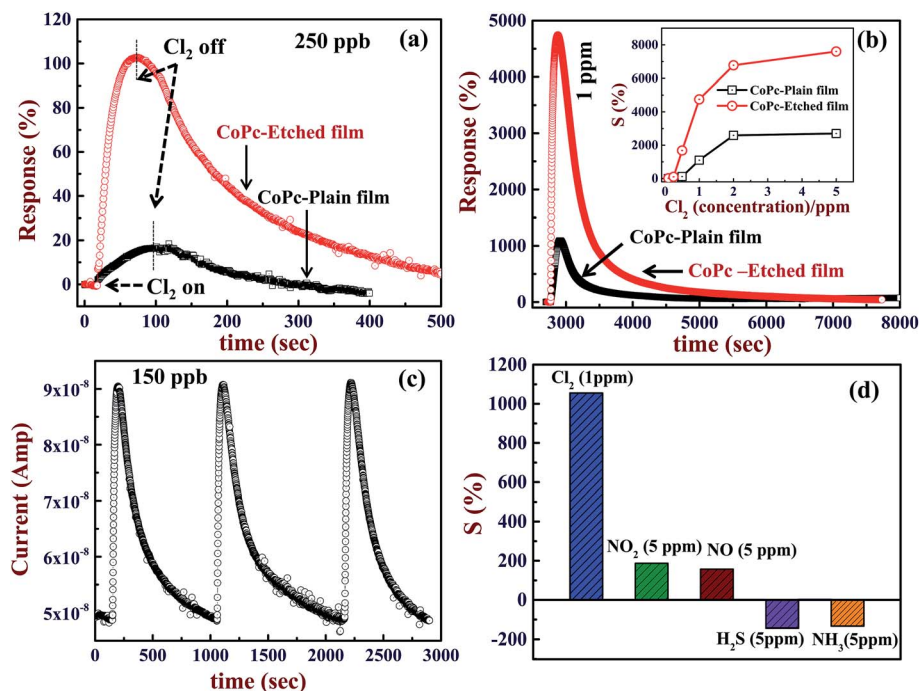 (a)
250 ppb
Cl2 off
CoPc-Etched film
CoPc-Plain film
Cl2 on
Response (%)
120
100
80
60
40
20
0
0 100 200 300 400 500
time (sec)
(b)
1 ppm
CoPc-Plain film
CoPc –Etched film
Response (%)
5000
4000
3000
2000
1000
0
3000 4000 5000 6000 7000 8000
time (sec)
S (%)
8000
6000
4000
2000
0
CoPc-Plain film
CoPc-Etched film
0 1 2 3 4 5
Cl2 (concentration)/ppm
(c)
150 ppb
Current (Amp)
9x10-8
8x10-8
7x10-8
6x10-8
5x10-8
0 500 1000 1500 2000 2500 3000
time (sec)
(d)
S (%)
1200
1000
800
600
400
200
0
-200
Cl2 (1ppm)
NO2 (5 ppm)
NO (5 ppm)
H2S (5ppm)
NH3(5ppm)